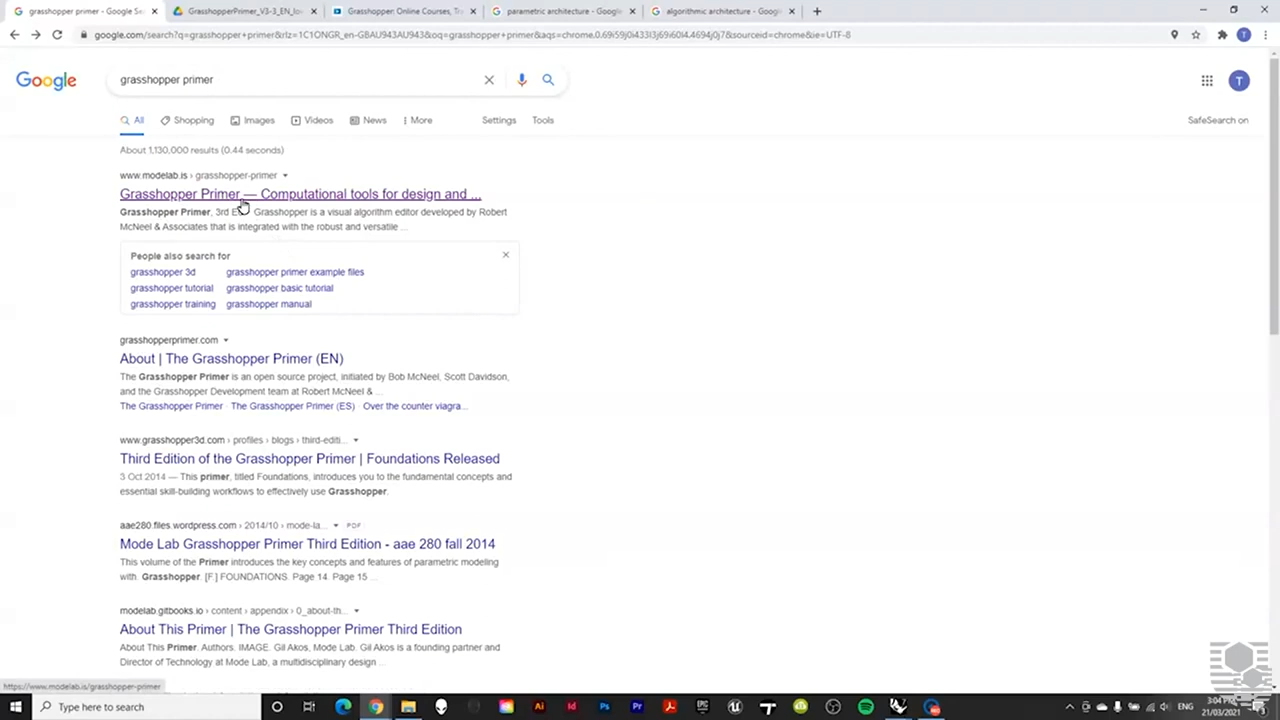 grasshopper primer - Google Se
GrasshopperPrimer_V3-3_EN_lo
Grasshopper: Online Courses, Tr
parametric architecture - Google
algorithmic architecture - Google
google.com/search?q=grasshopper+primer&rlz=1C1ONGR_en-GBAU943AU943&oq=grasshopper+primer&aqs=chrome.0.69i59j0i433l3j69i60l4.4694j0j7&sourceid=chrome&ie=UTF-8
T
Google
grasshopper primer
T
All
Shopping
Images
Videos
News
More
Settings
Tools
SafeSearch on
About 1,130,000 results (0.44 seconds)
www.modelab.is › grasshopper-primer
Grasshopper Primer — Computational tools for design and ...
Grasshopper Primer, 3rd Grasshopper is a visual algorithm editor developed by Robert
McNeel & Associates that is integrated with the robust and versatile ...
People also search for
grasshopper 3d
grasshopper primer example files
grasshopper tutorial
grasshopper basic tutorial
grasshopper training
grasshopper manual
grasshopperprimer.com
About | The Grasshopper Primer (EN)
The Grasshopper Primer is an open source project, initiated by Bob McNeel, Scott Davidson,
and the Grasshopper Development team at Robert McNeel & ...
The Grasshopper Primer · The Grasshopper Primer (ES) · Over the counter viagra...
www.grasshopper3d.com › profiles › blogs › third-editi...
Third Edition of the Grasshopper Primer | Foundations Released
3 Oct 2014 — This primer, titled Foundations, introduces you to the fundamental concepts and
essential skill-building workflows to effectively use Grasshopper.
aae280.files.wordpress.com › 2014/10 › mode-la... PDF
Mode Lab Grasshopper Primer Third Edition - aae 280 fall 2014
This volume of the Primer introduces the key concepts and features of parametric modeling
with. Grasshopper. [F] FOUNDATIONS. Page 14. Page 15 ...
modelab.gitbooks.io › content › appendix › 0_about-th...
About This Primer | The Grasshopper Primer Third Edition
About This Primer. Authors. IMAGE. Gil Akos, Mode Lab. Gil Akos is a founding partner and
Director of Technology at Mode Lab, a multidisciplinary design ...
https://www.modelab.is/grasshopper-primer
Type here to search
Ai
Id
Ps
Pr
ENG
3:04 PM
21/03/2021